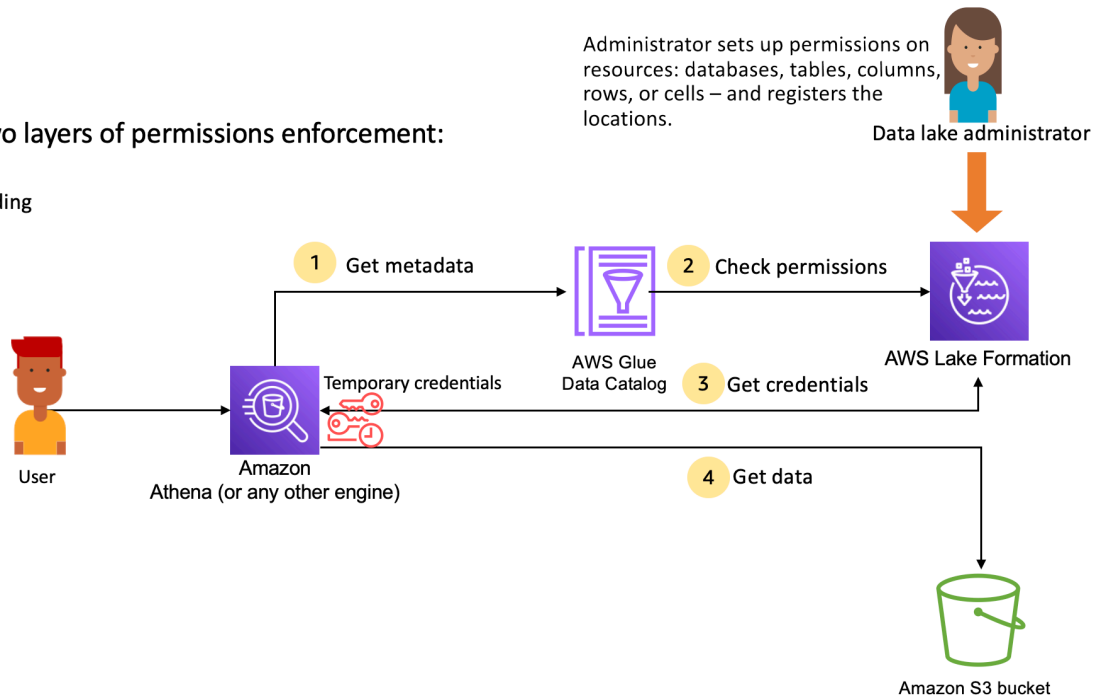 Administrator sets up permissions on
resources: databases, tables, columns,
rows, or cells – and registers the
locations.
Data lake administrator
layers of permissions enforcement:
1 Get metadata
2 Check permissions
AWS Glue
Data Catalog
AWS Lake Formation
Temporary credentials
3 Get credentials
User
Amazon
Athena (or any other engine)
4 Get data
Amazon S3 bucket